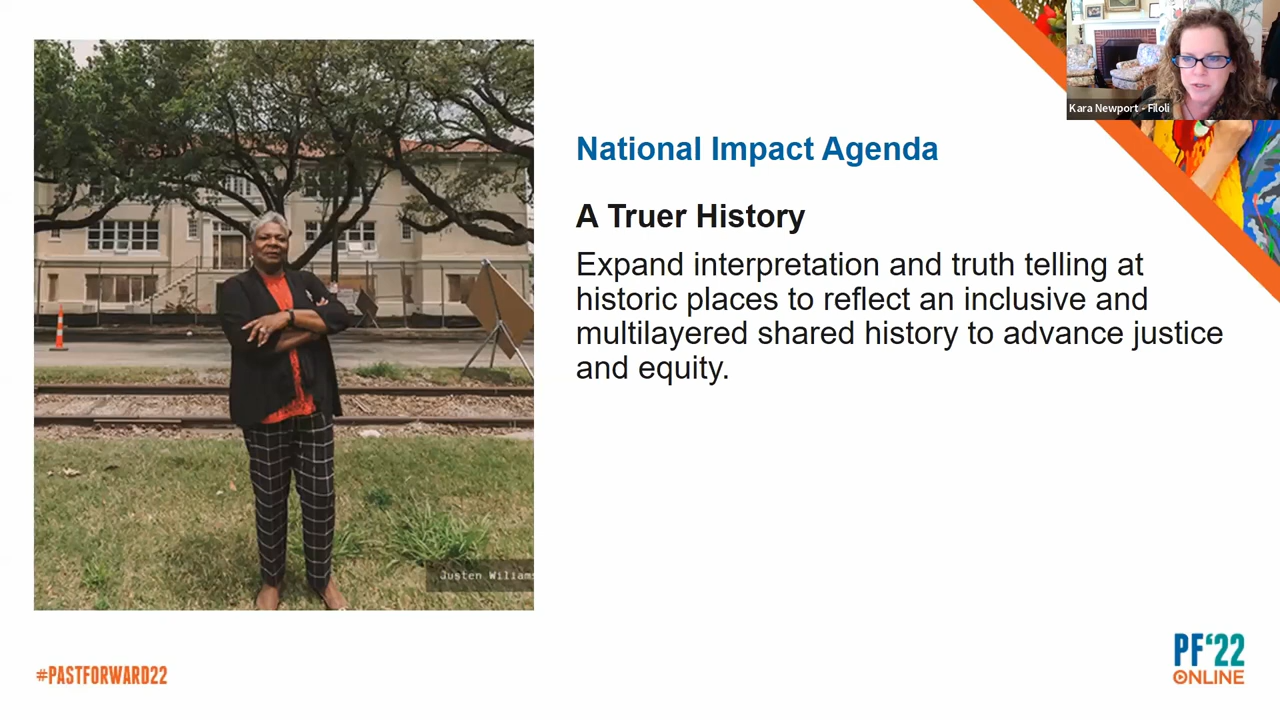 Kara Newport - Filoli
National Impact Agenda
A Truer History
Expand interpretation and truth telling at
historic places to reflect an inclusive and
multilayered shared history to advance justice
and equity.
Justen Wiliams
#PASTFORWARD22
PF'22
ONLINE